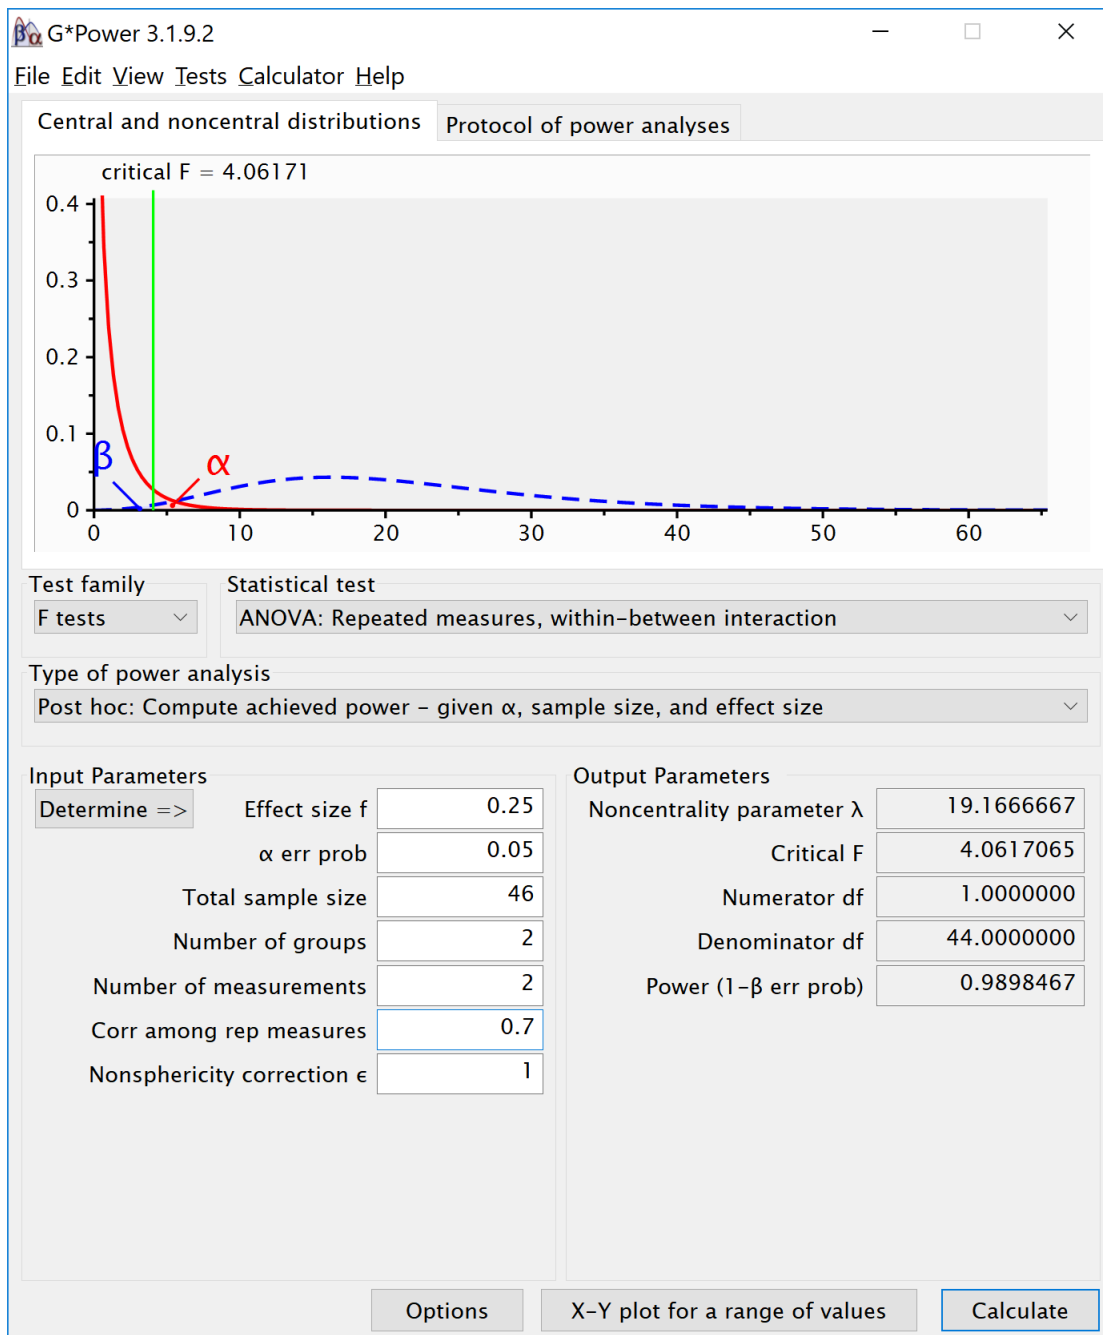 G*Power 3.1.9.2
File Edit View Tests Calculator Help
Central and noncentral distributions
Protocol of power analyses
critical F = 4.06171
0.4
0.3
0.2
0.1
0
β
α
0 10 20 30 40 50 60
Test family
Statistical test
F tests
ANOVA: Repeated measures, within-between interaction
Type of power analysis
Post hoc: Compute achieved power - given α, sample size, and effect size
Input Parameters
Determine =>
Effect size f 0.25
α err prob 0.05
Total sample size 46
Number of groups 2
Number of measurements 2
Corr among rep measures 0.7
Nonsphericity correction ϵ 1
Output Parameters
Noncentrality parameter λ 19.1666667
Critical F 4.0617065
Numerator df 1.0000000
Denominator df 44.0000000
Power (1-β err prob) 0.9898467
Options
X-Y plot for a range of values
Calculate